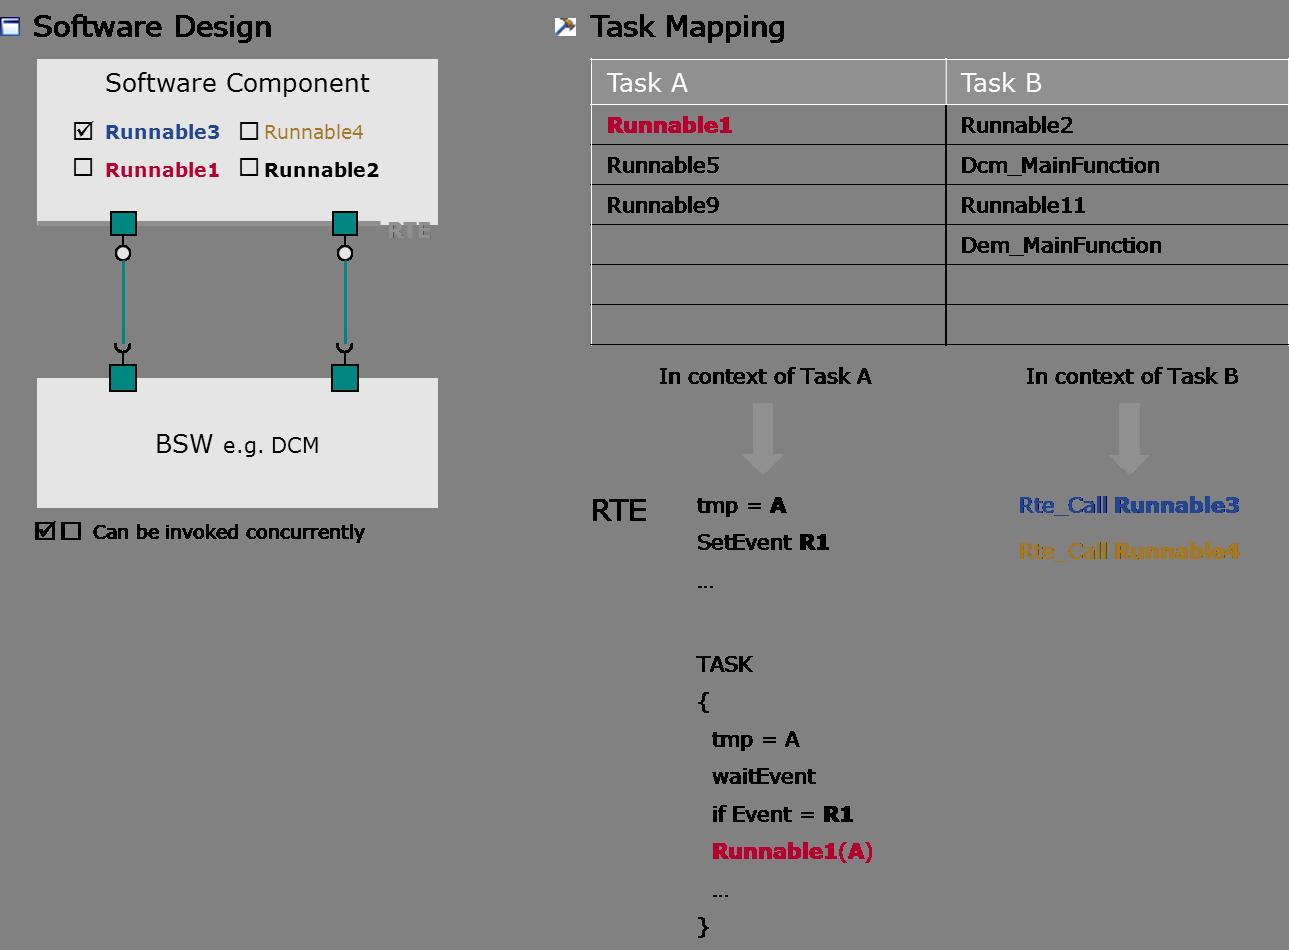 Software Design
Software Component
Runnable3 Runnable4
Runnable1 Runnable2
RTE
BSW e.g. DCM
Can be invoked concurrently
Task Mapping
Task A Task B
Runnable1 Runnable2
Runnable5 Dcm_MainFunction
Runnable9 Runnable11
Dem_MainFunction
In context of Task A In context of Task B
RTE
tmp = A
SetEvent R1
...
TASK
{
tmp = A
waitEvent
if Event = R1
Runnable1(A)
...
}
Rte_Call Runnable3
Rte_Call Runnable4